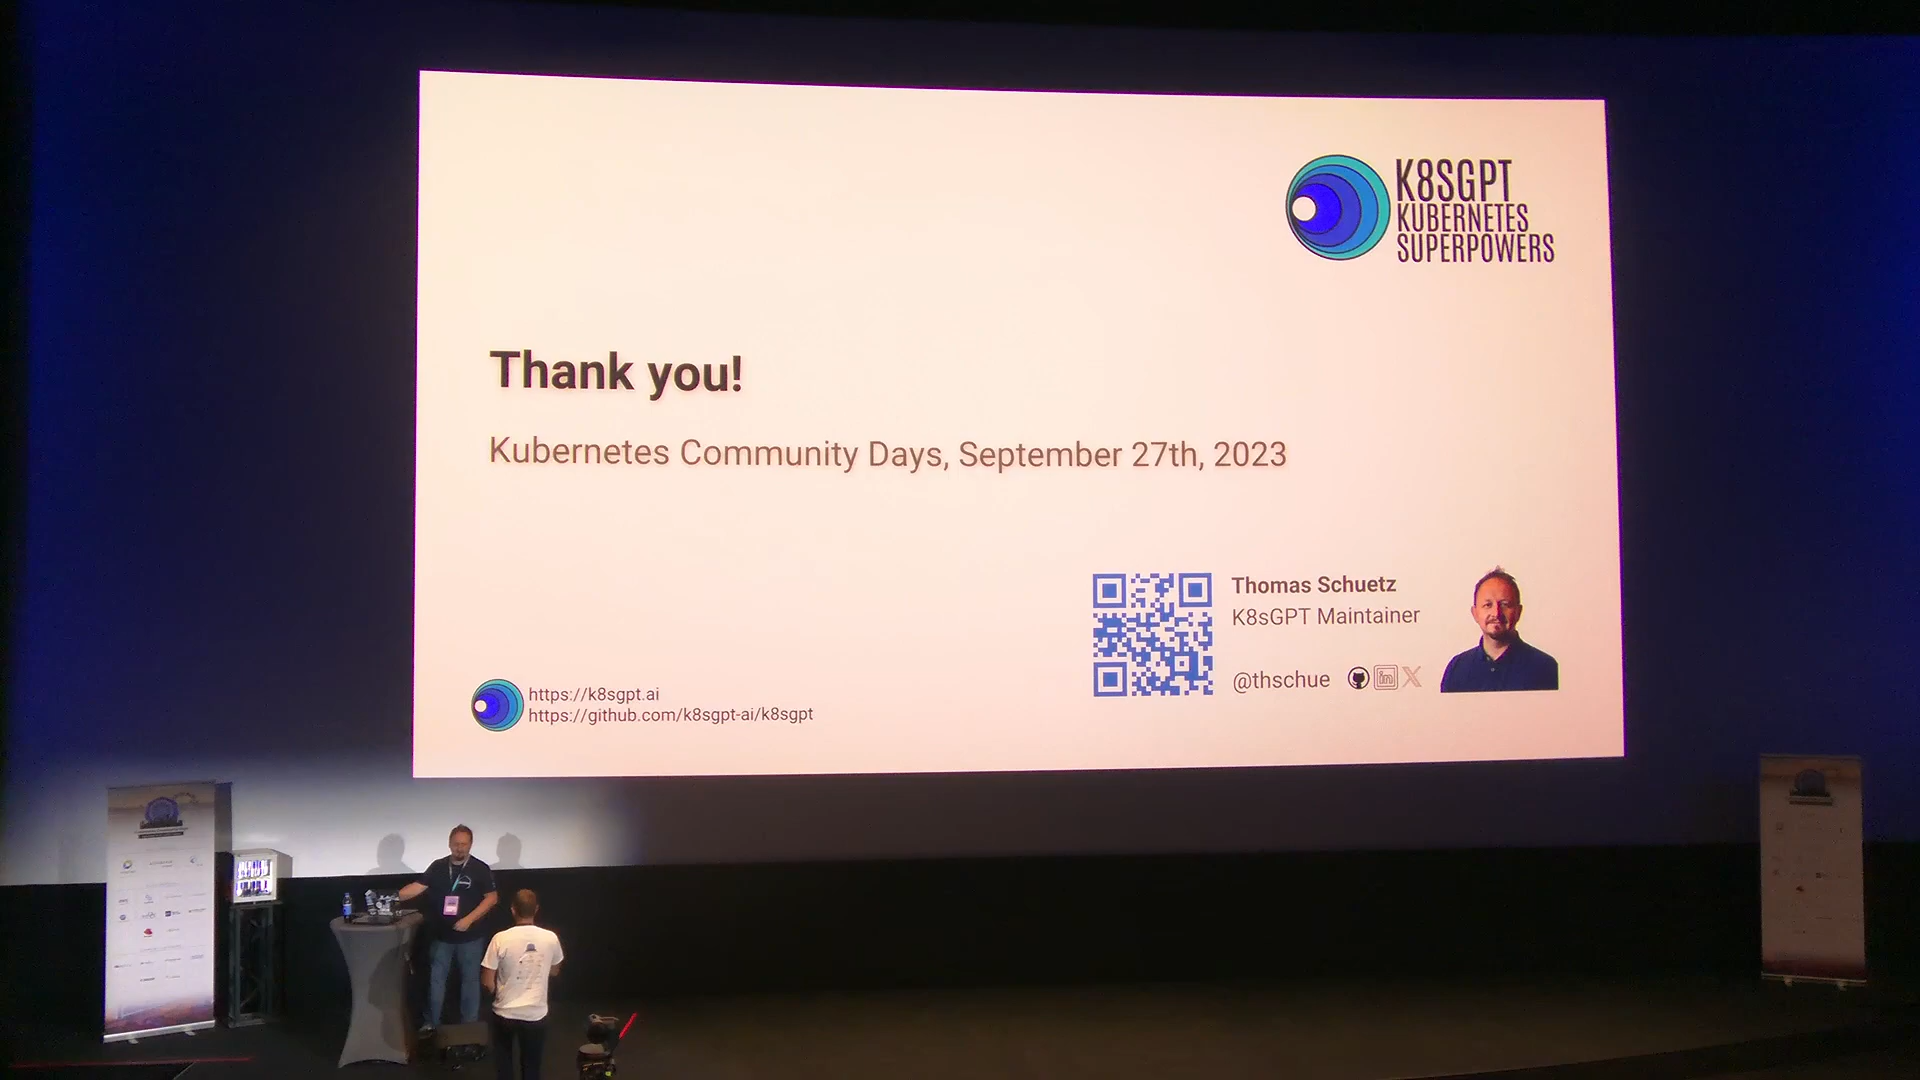 K8SGPT
KUBERNETES
SUPERPOWERS
Thank you!
Kubernetes Community Days, September 27th, 2023
Thomas Schuetz
K8sGPT Maintainer
@thschue
in
https://k8sgpt.ai
https://github.com/k8sgpt-ai/k8sgpt